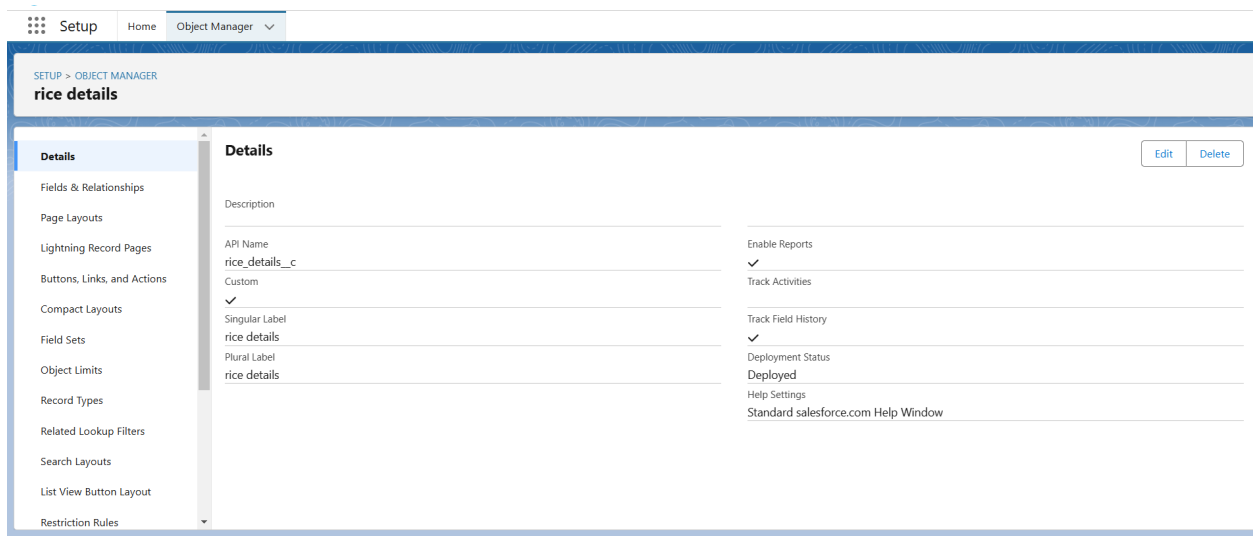 Setup Home Object Manager
SETUP > OBJECT MANAGER
rice details
Details
Fields & Relationships
Page Layouts
Lightning Record Pages
Buttons, Links, and Actions
Compact Layouts
Field Sets
Object Limits
Record Types
Related Lookup Filters
Search Layouts
List View Button Layout
Restriction Rules
Details
Edit Delete
Description
API Name
rice_details__c
Custom
Singular Label
rice details
Plural Label
rice details
Enable Reports
Track Activities
Track Field History
Deployment Status
Deployed
Help Settings
Standard salesforce.com Help Window